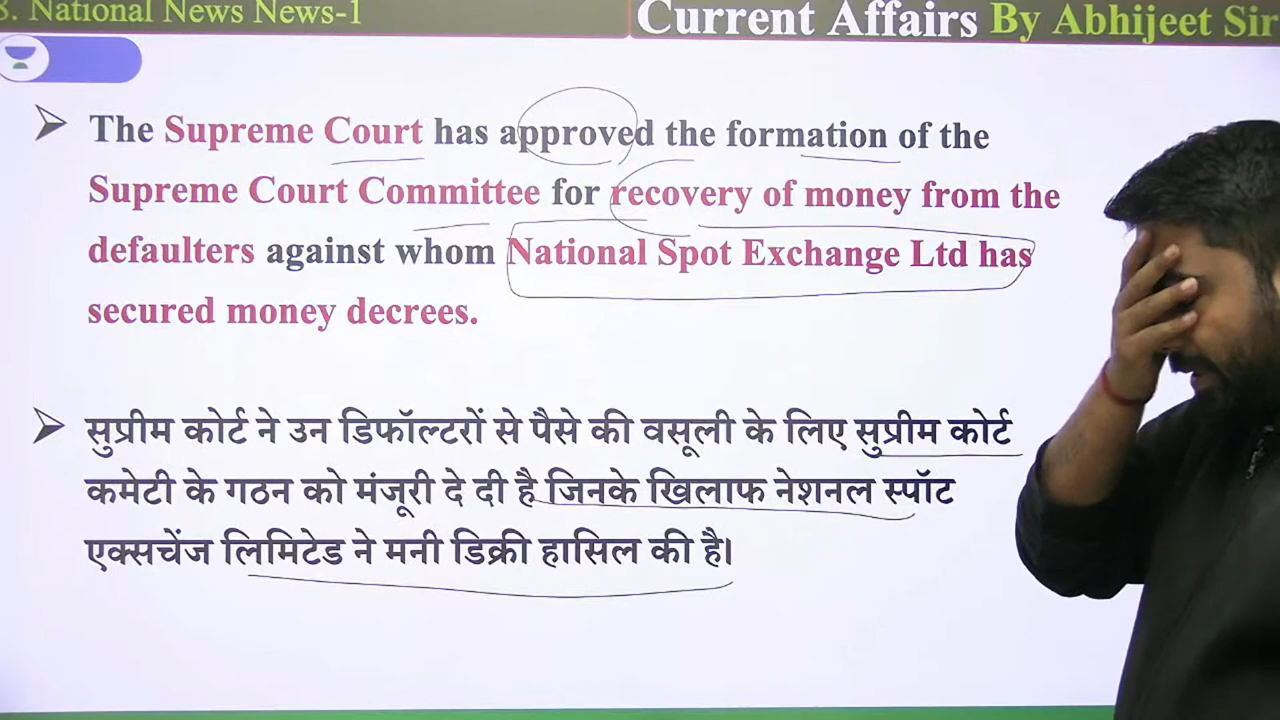 8. National News News-1
Current Affairs By Abhijeet Sir
The Supreme Court has approved the formation of the
Supreme Court Committee for recovery of money from the
defaulters against whom National Spot Exchange Ltd has
secured money decrees.
सुप्रीम कोर्ट ने उन डिफॉल्टरों से पैसे की वसूली के लिए सुप्रीम कोर्ट
कमेटी के गठन को मंजूरी दे दी है जिनके खिलाफ नेशनल स्पॉट
एक्सचेंज लिमिटेड ने मनी डिक्री हासिल की है।